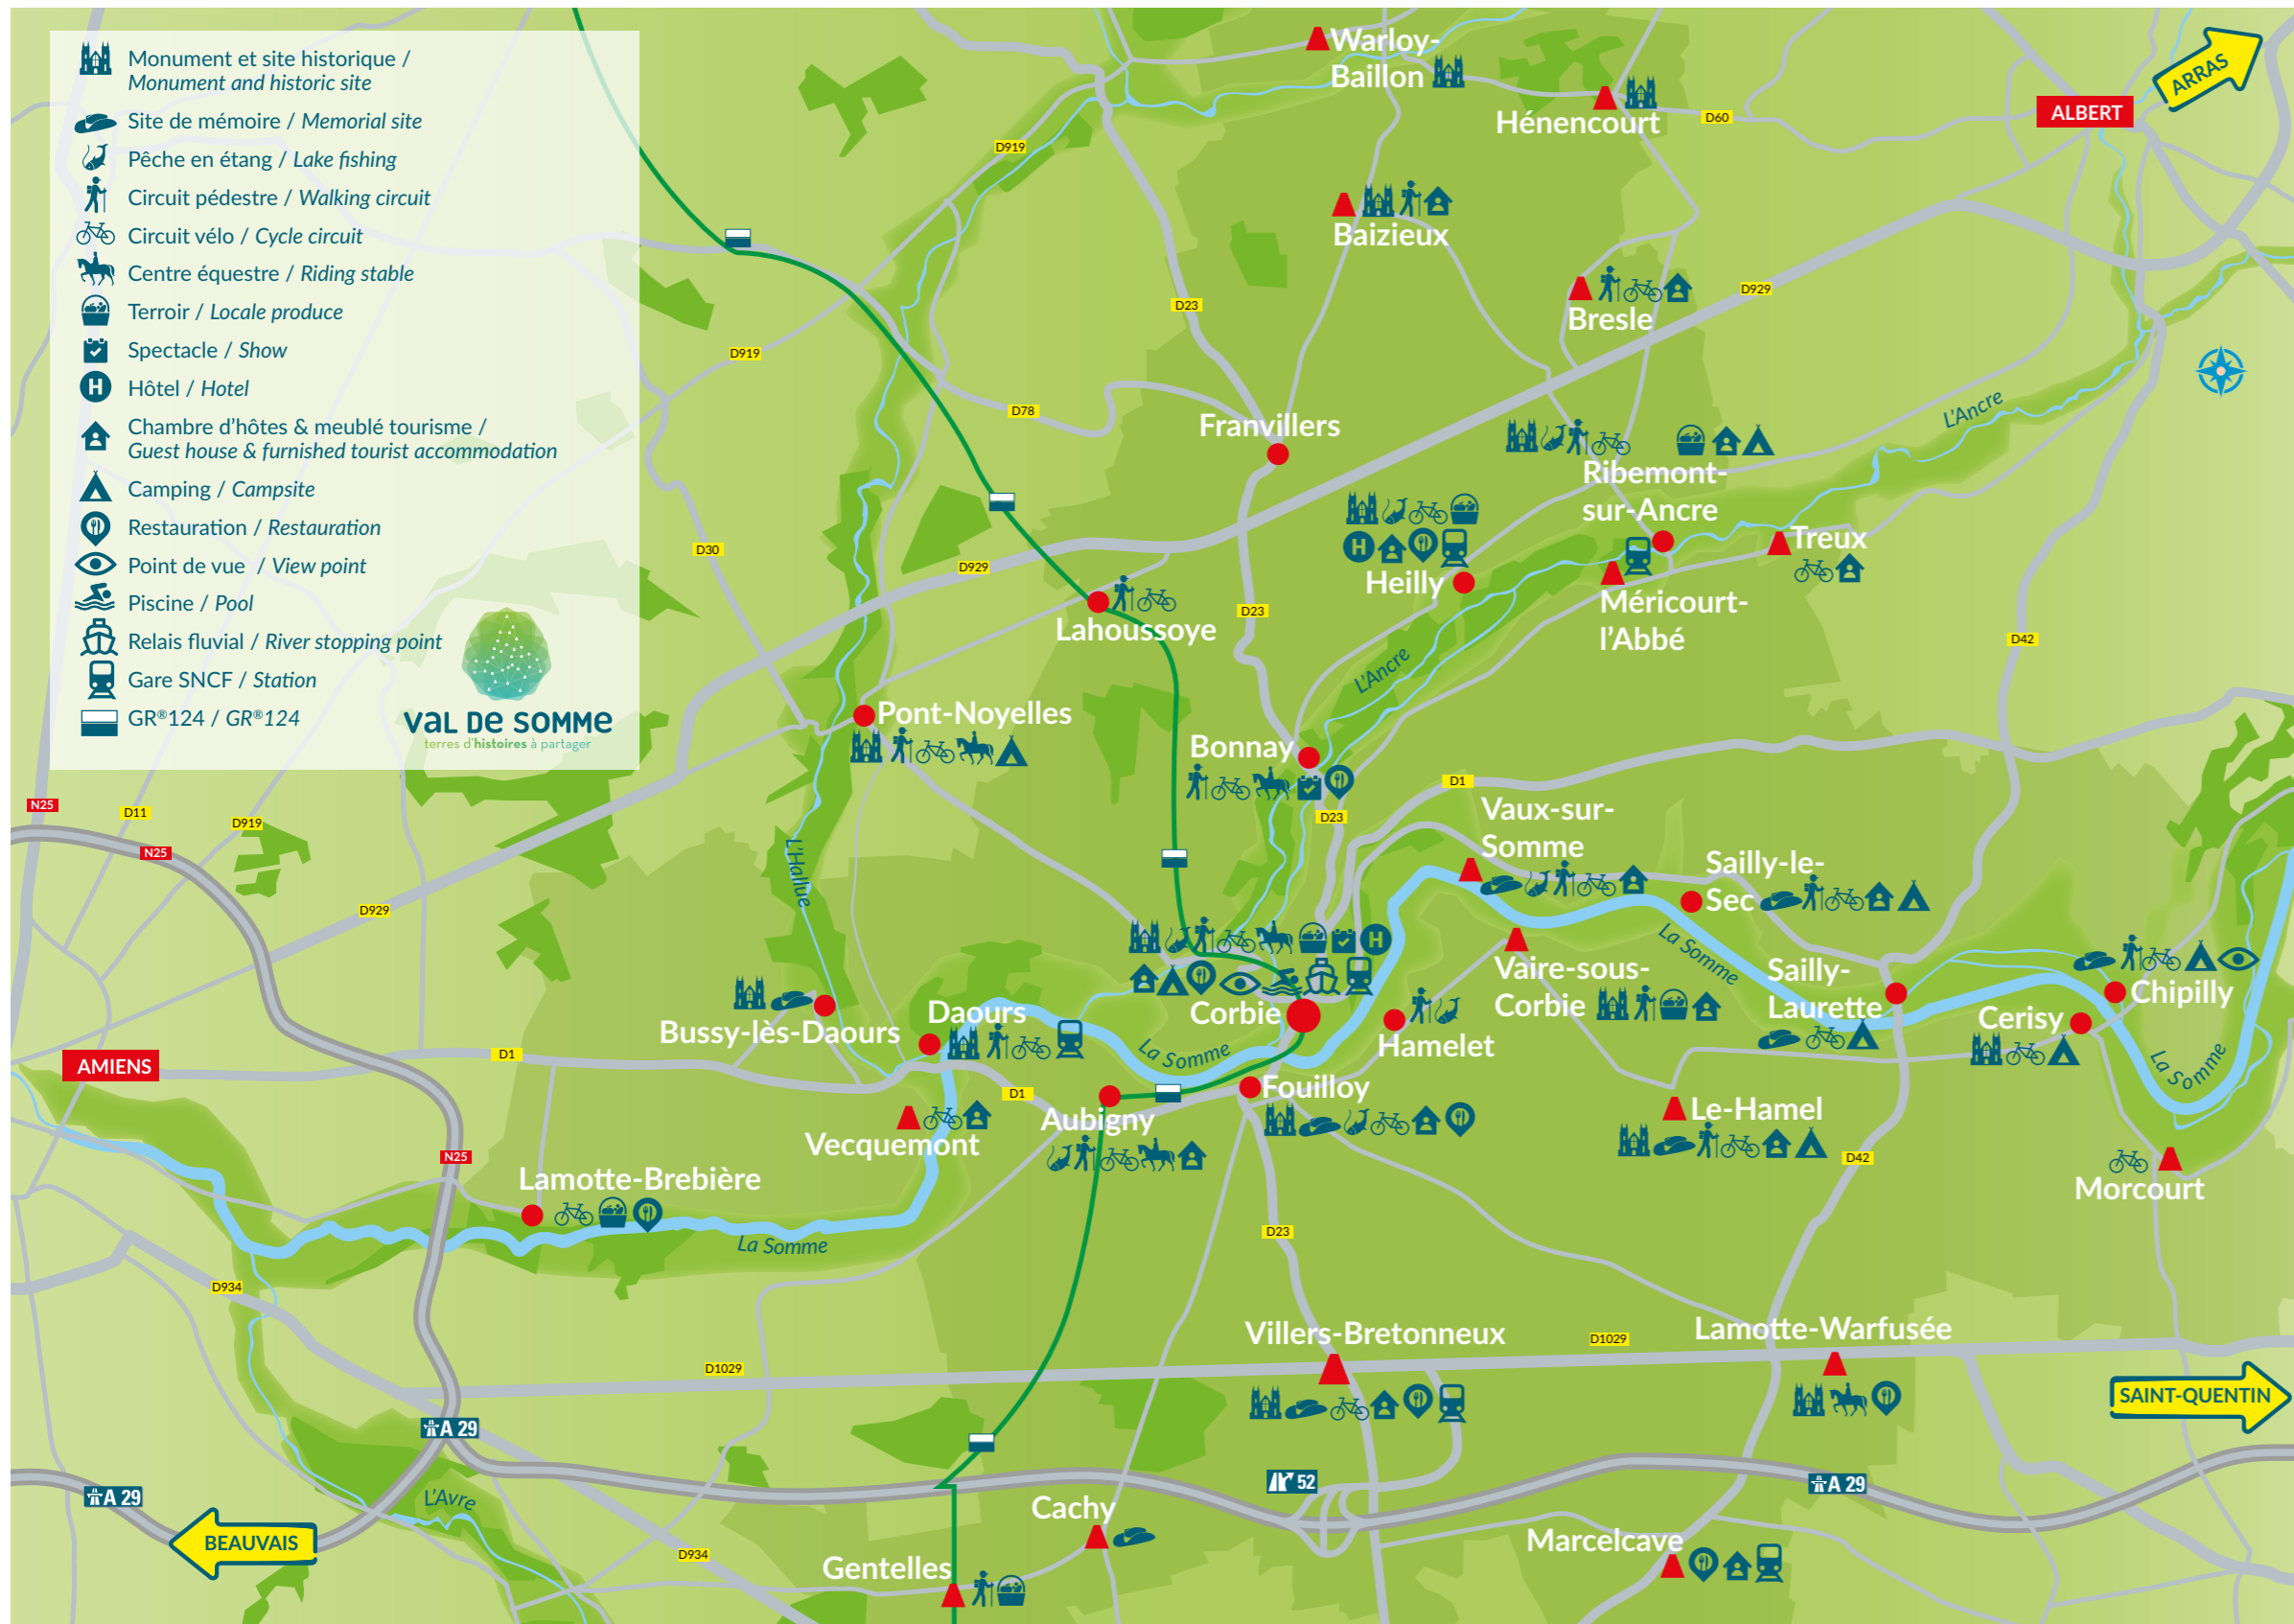 Monument et site historique /
Monument and historic site
Site de mémoire / Memorial site
Pêche en étang / Lake fishing
Circuit pédestre / Walking circuit
Circuit vélo / Cycle circuit
Centre équestre / Riding stable
Terroir / Locale produce
Spectacle / Show
H Hôtel / Hotel
Chambre d'hôtes & meublé tourisme /
Guest house & furnished tourist accommodation
Camping / Campsite
Restauration / Restauration
Point de vue / View point
Piscine / Pool
Relais fluvial / River stopping point
Gare SNCF / Station
GR®124 / GR®124
VAL DE SOMME
terres d'histoires à partager
Warloy-
Baillon
Hénencourt
D60
ALBERT
ARRAS
D919
Baizieux
D23
Bresle
D929
D919
D78
Franvillers
L'Ancre
Ribemont-
sur-Ancre
D30
D929
H
Heilly
Treux
Méricourt-
l'Abbé
Lahoussoye
D23
D42
L'Ancre
Pont-Noyelles
Bonnay
D1
D23
N25
D11
D919
N25
D929
L'Hallue
Vaux-sur-
Somme
Sailly-le-
Sec
La Somme
H
Corbie
Vaire-sous-
Corbie
Sailly-
Laurette
Chipilly
Cerisy
Bussy-lès-Daours
Daours
La Somme
Hamelet
La Somme
AMIENS
D1
D1
Vecquemont
Aubigny
Fouilloy
Le-Hamel
D42
Morcourt
N25
Lamotte-Brebière
La Somme
D23
D934
Villers-Bretonneux
D1029
Lamotte-Warfusée
D1029
SAINT-QUENTIN
A 29
A 29
52
A 29
L'Avre
BEAUVAIS
Cachy
D934
Gentelles
Marcelcave